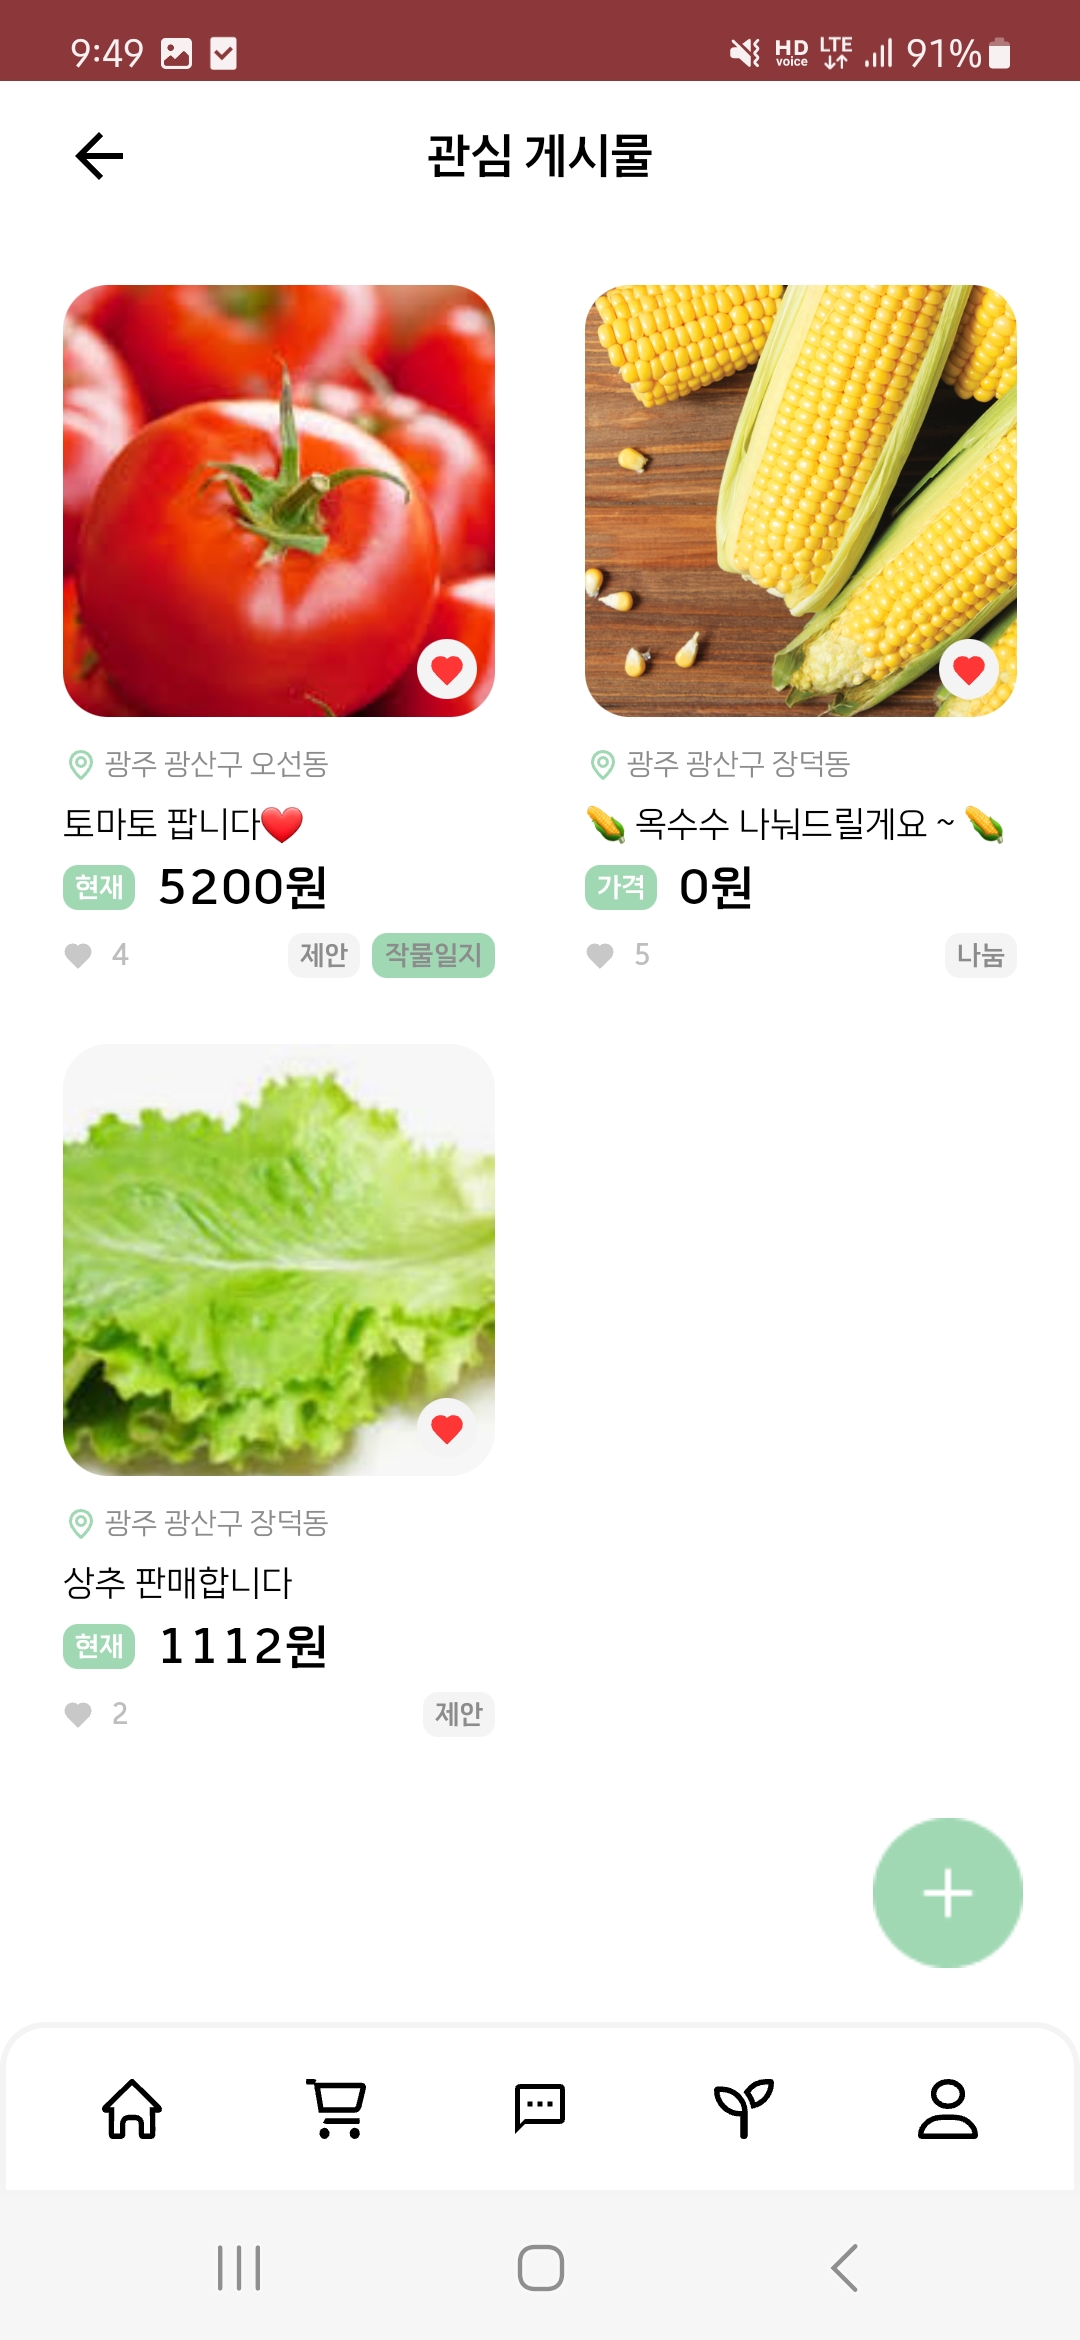 9:49 HD voice LTE 91%
관심 게시물
광주 광산구 오선동
토마토 팝니다❤️
현재 5200원
4 제안 작물일지
광주 광산구 장덕동
🌽 옥수수 나눠드릴게요 ~ 🌽
가격 0원
5 나눔
광주 광산구 장덕동
상추 판매합니다
현재 1112원
2 제안